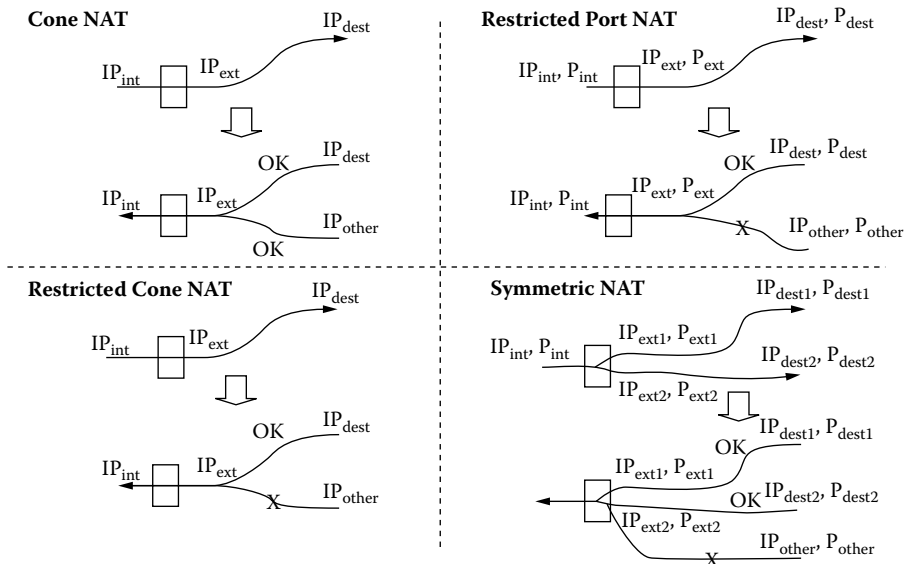 Cone NAT
IP_dest
IP_int
IP_ext
OK
IP_dest
IP_int
IP_ext
IP_other
OK
Restricted Port NAT
IP_dest, P_dest
IP_int, P_int
IP_ext, P_ext
OK
IP_dest, P_dest
IP_int, P_int
IP_ext, P_ext
X
IP_other, P_other
Restricted Cone NAT
IP_dest
IP_int
IP_ext
OK
IP_dest
IP_int
IP_ext
X
IP_other
Symmetric NAT
IP_dest1, P_dest1
IP_ext1, P_ext1
IP_int, P_int
IP_dest2, P_dest2
IP_ext2, P_ext2
IP_dest1, P_dest1
OK
IP_ext1, P_ext1
OK
IP_dest2, P_dest2
IP_ext2, P_ext2
IP_other, P_other
X